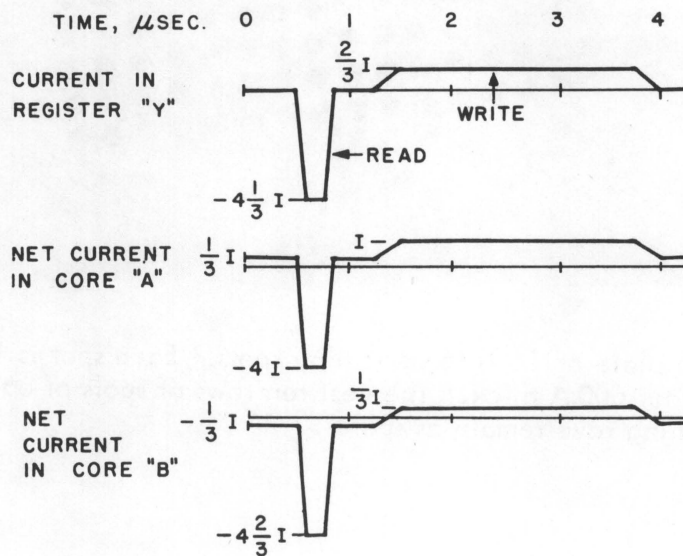 TIME, μSEC. 0 1 2 3 4
2/3 I
CURRENT IN
REGISTER "Y"
WRITE
READ
-4 1/3 I
NET CURRENT 1/3 I
IN CORE "A"
I
-4 I
1/3 I
NET
CURRENT -1/3 I
IN CORE "B"
-4 2/3 I